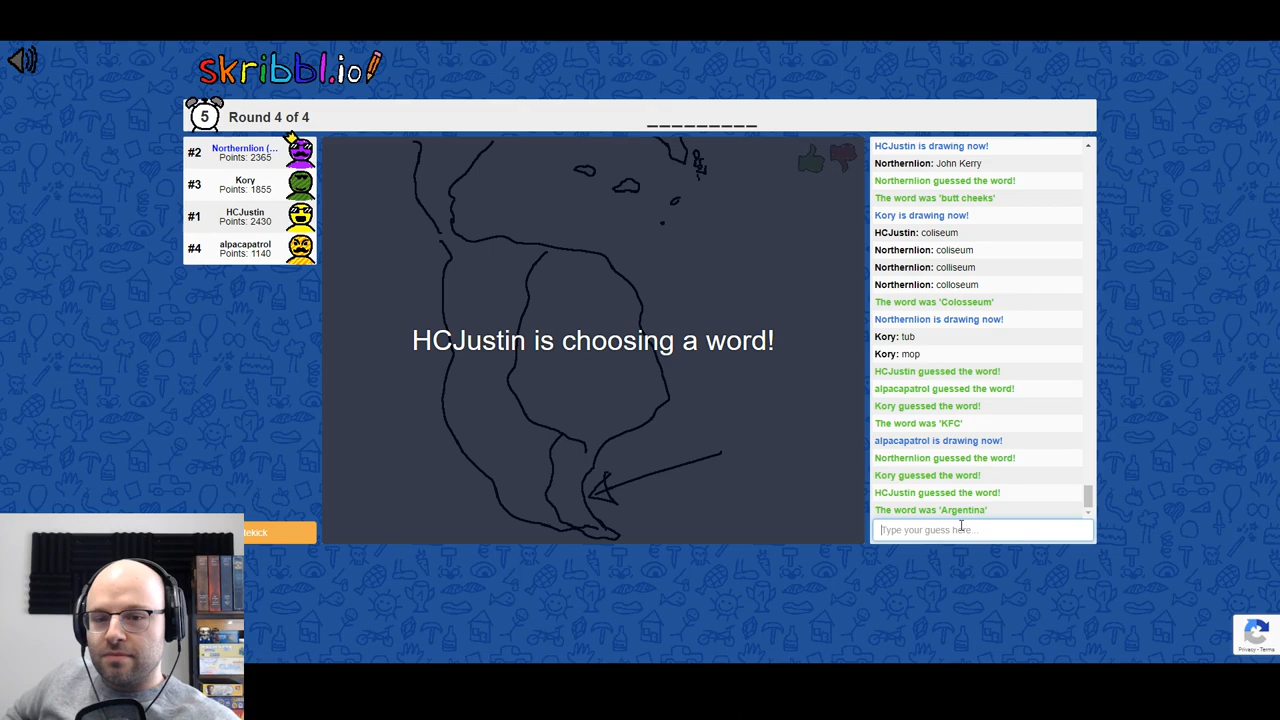 skribbl.io
5
Round 4 of 4
_________
#2
Northernlion (...
Points: 2365
#3
Kory
Points: 1855
#1
HCJustin
Points: 2430
#4
alpacapatrol
Points: 1140
HCJustin is choosing a word!
HCJustin is drawing now!
Northernlion: John Kerry
Northernlion guessed the word!
The word was 'butt cheeks'
Kory is drawing now!
HCJustin: coliseum
Northernlion: coliseum
Northernlion: colliseum
Northernlion: colloseum
The word was 'Colosseum'
Northernlion is drawing now!
Kory: tub
Kory: mop
HCJustin guessed the word!
alpacapatrol guessed the word!
Kory guessed the word!
The word was 'KFC'
alpacapatrol is drawing now!
Northernlion guessed the word!
Kory guessed the word!
HCJustin guessed the word!
The word was 'Argentina'
Type your guess here...
Privacy - Terms